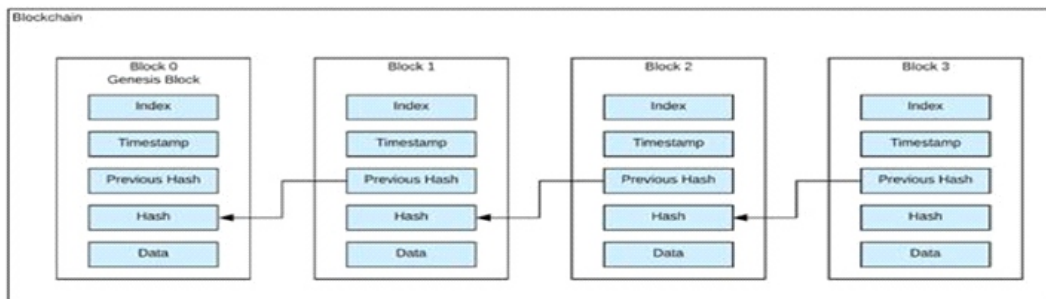 Blockchain
Block 0
Genesis Block
Index
Timestamp
Previous Hash
Hash
Data
Block 1
Index
Timestamp
Previous Hash
Hash
Data
Block 2
Index
Timestamp
Previous Hash
Hash
Data
Block 3
Index
Timestamp
Previous Hash
Hash
Data